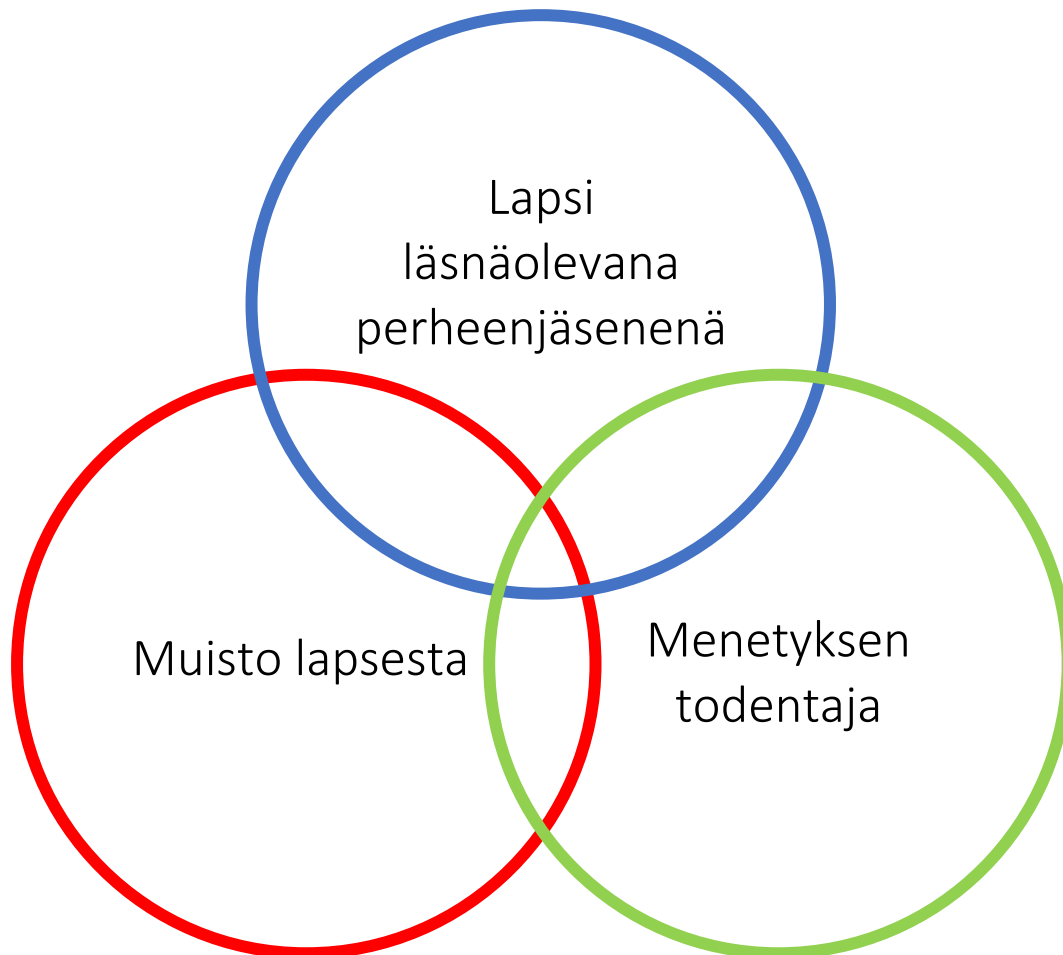 Lapsi
läsnäolevana
perheenjäsenenä
Muisto lapsesta
Menetyksen
todentaja